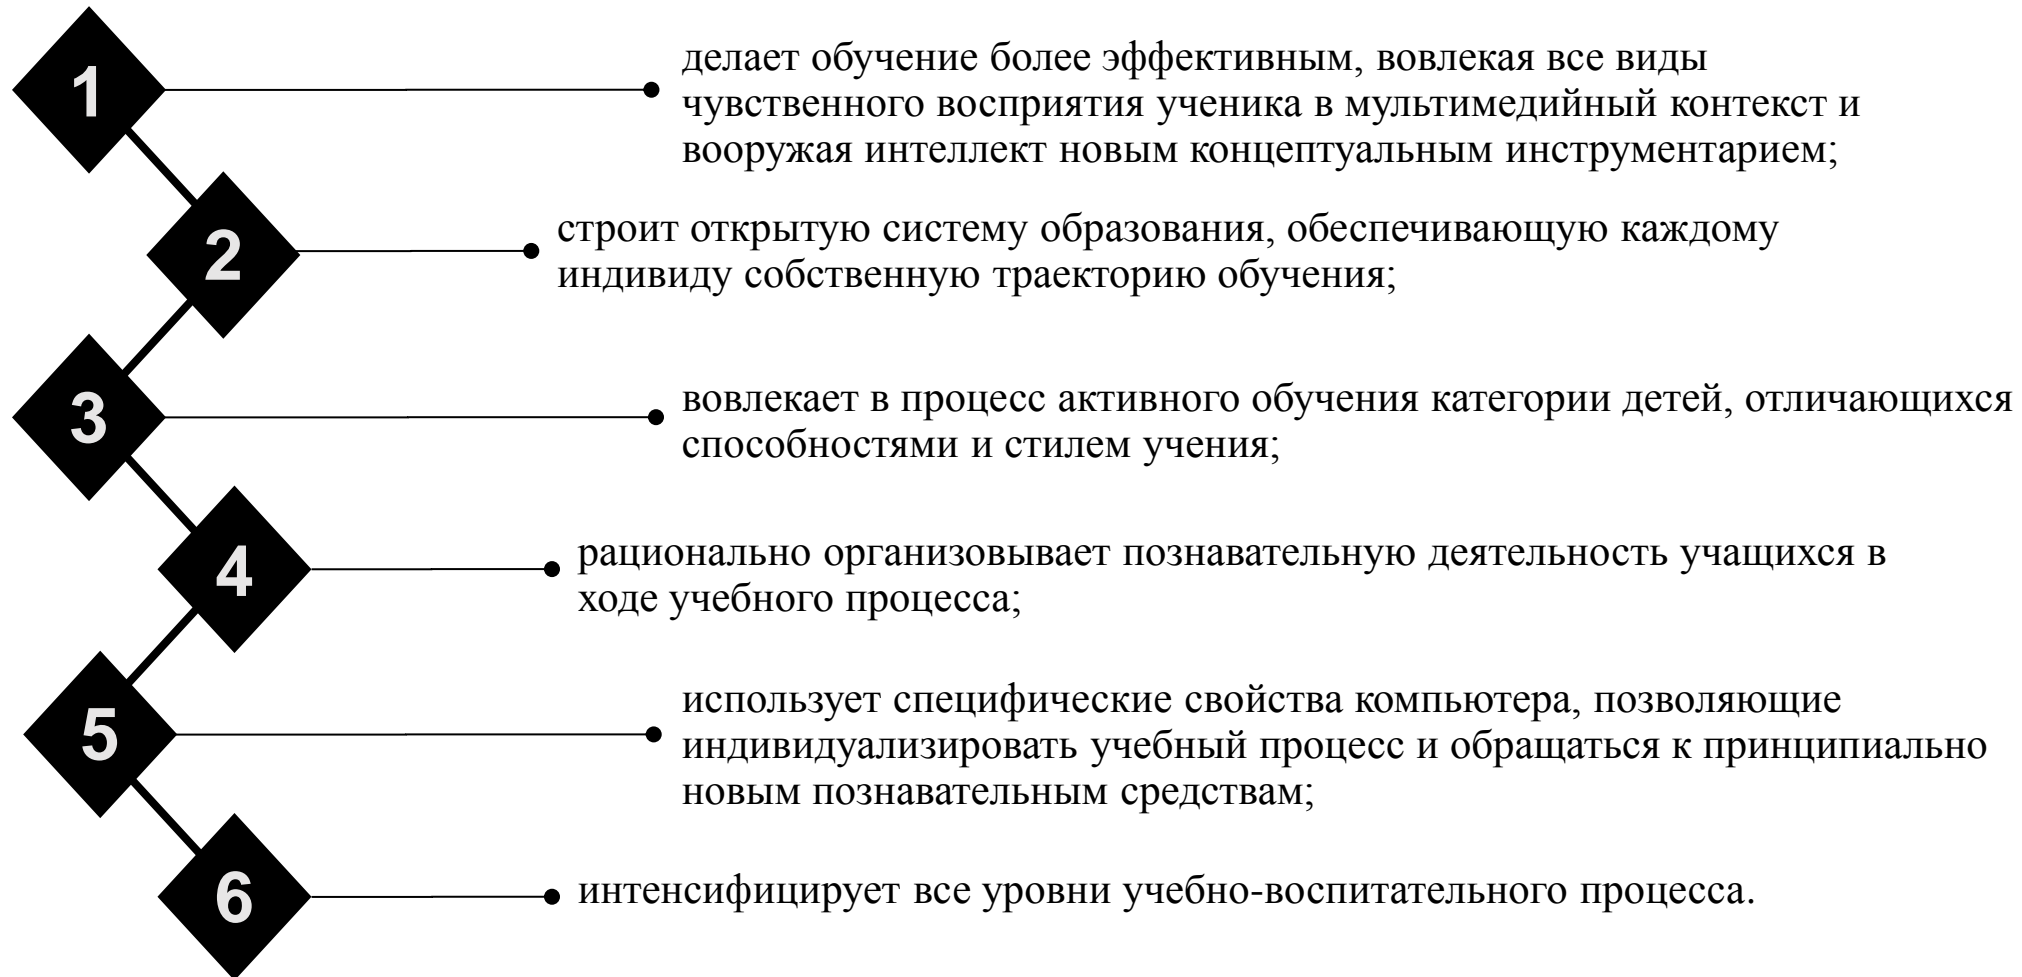 1
делает обучение более эффективным, вовлекая все виды
чувственного восприятия ученика в мультимедийный контекст и
вооружая интеллект новым концептуальным инструментарием;
2
строит открытую систему образования, обеспечивающую каждому
индивиду собственную траекторию обучения;
3
вовлекает в процесс активного обучения категории детей, отличающихся
способностями и стилем учения;
4
рационально организовывает познавательную деятельность учащихся в
ходе учебного процесса;
5
использует специфические свойства компьютера, позволяющие
индивидуализировать учебный процесс и обращаться к принципиально
новым познавательным средствам;
6
интенсифицирует все уровни учебно-воспитательного процесса.